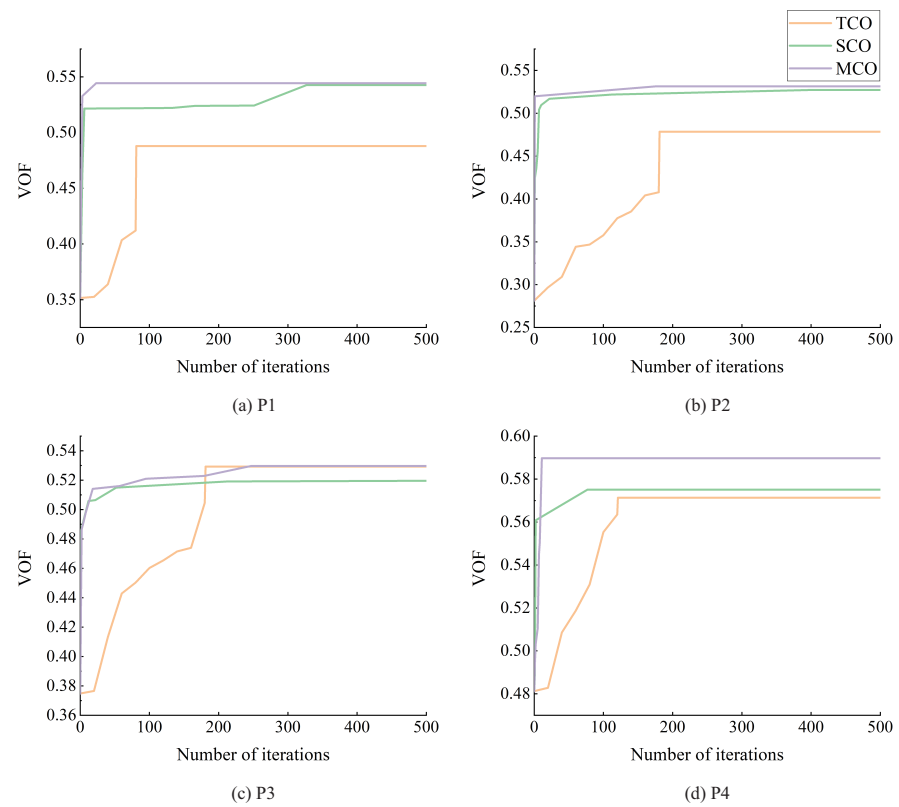 TCO
SCO
MCO
0.55
0.50
0.45
0.40
0.35
VOF
0 100 200 300 400 500
Number of iterations
(a) P1
0.55
0.50
0.45
0.40
0.35
0.30
0.25
VOF
0 100 200 300 400 500
Number of iterations
(b) P2
0.54
0.52
0.50
0.48
0.46
0.44
0.42
0.40
0.38
0.36
VOF
0 100 200 300 400 500
Number of iterations
(c) P3
0.60
0.58
0.56
0.54
0.52
0.50
0.48
VOF
0 100 200 300 400 500
Number of iterations
(d) P4